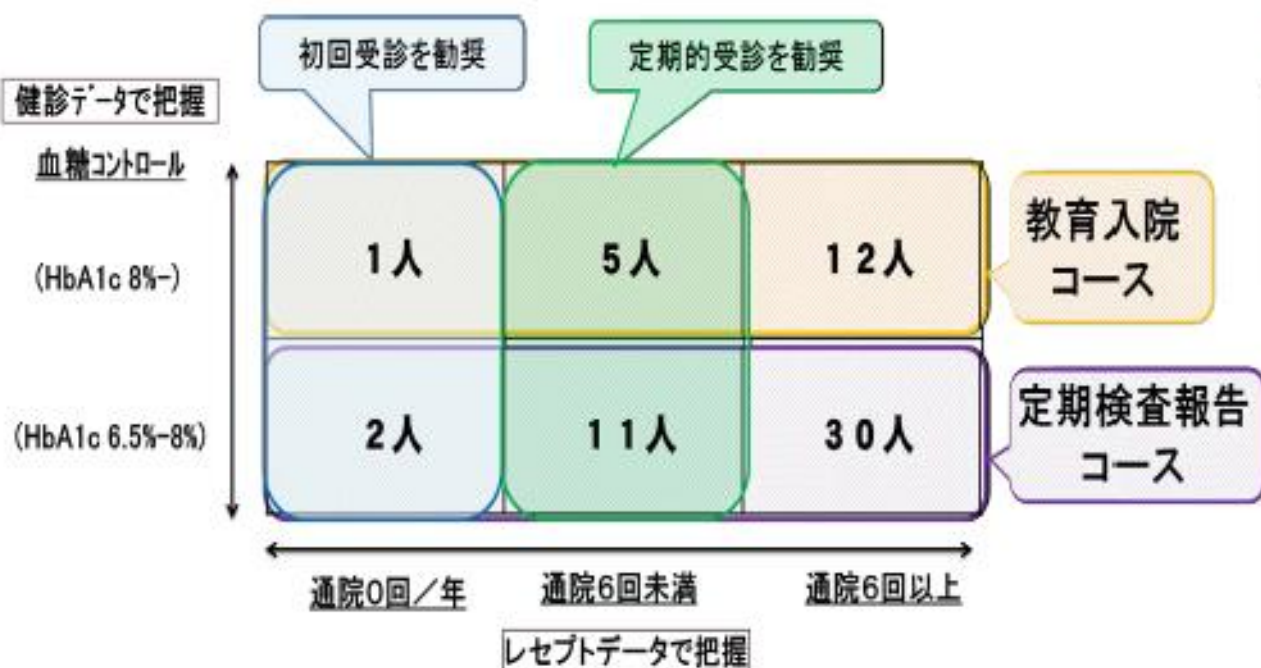 初回受診を勧奨
定期的受診を勧奨
健診データで把握
血糖コントロール
(HbA1c 8%-)
1人
5人
12人
教育入院
コース
(HbA1c 6.5%-8%)
2人
11人
30人
定期検査報告
コース
通院0回／年
通院6回未満
通院6回以上
レセプトデータで把握